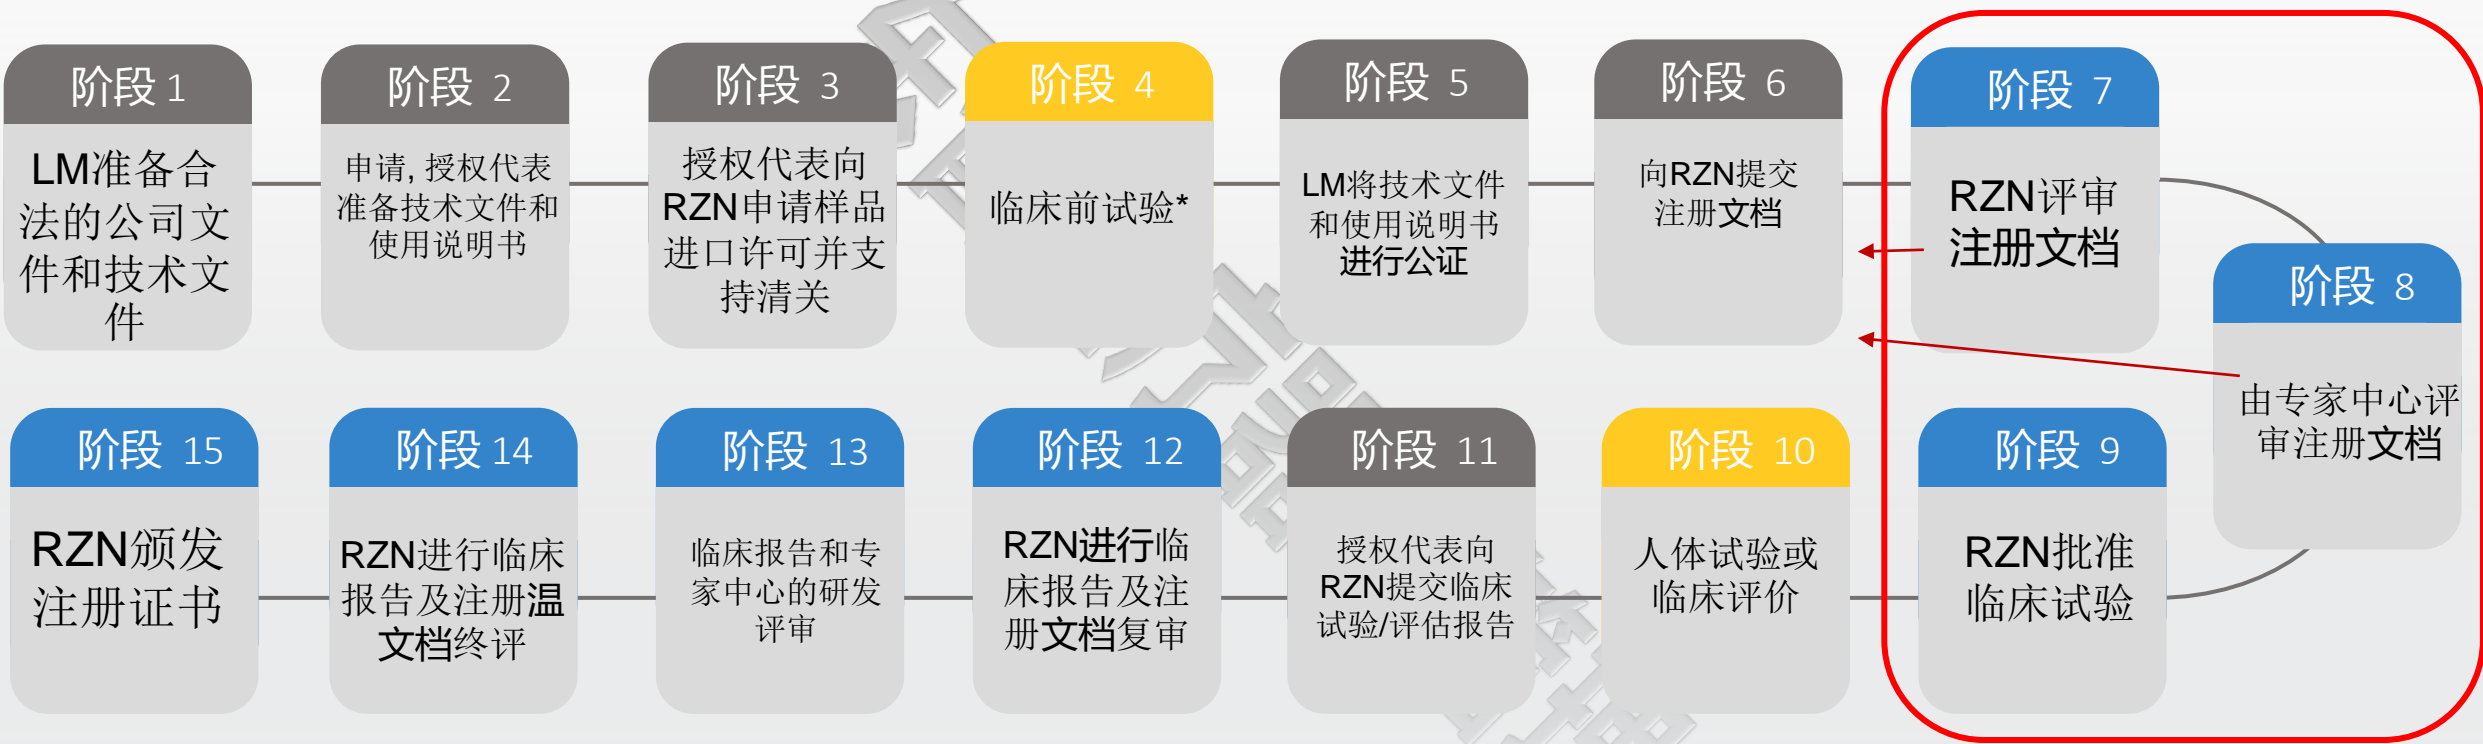 阶段 1
LM准备合
法的公司文
件和技术文
件
阶段 2
申请, 授权代表
准备技术文件和
使用说明书
阶段 3
授权代表向
RZN申请样品
进口许可并支
持清关
阶段 4
临床前试验*
阶段 5
LM将技术文件
和使用说明书
进行公证
阶段 6
向RZN提交
注册文档
阶段 7
RZN评审
注册文档
阶段 8
由专家中心评
审注册文档
阶段 9
RZN批准
临床试验
阶段 10
人体试验或
临床评价
阶段 11
授权代表向
RZN提交临床
试验/评估报告
阶段 12
RZN进行临
床报告及注
册文档复审
阶段 13
临床报告和专
家中心的研发
评审
阶段 14
RZN进行临床
报告及注册温
文档终评
阶段 15
RZN颁发
注册证书